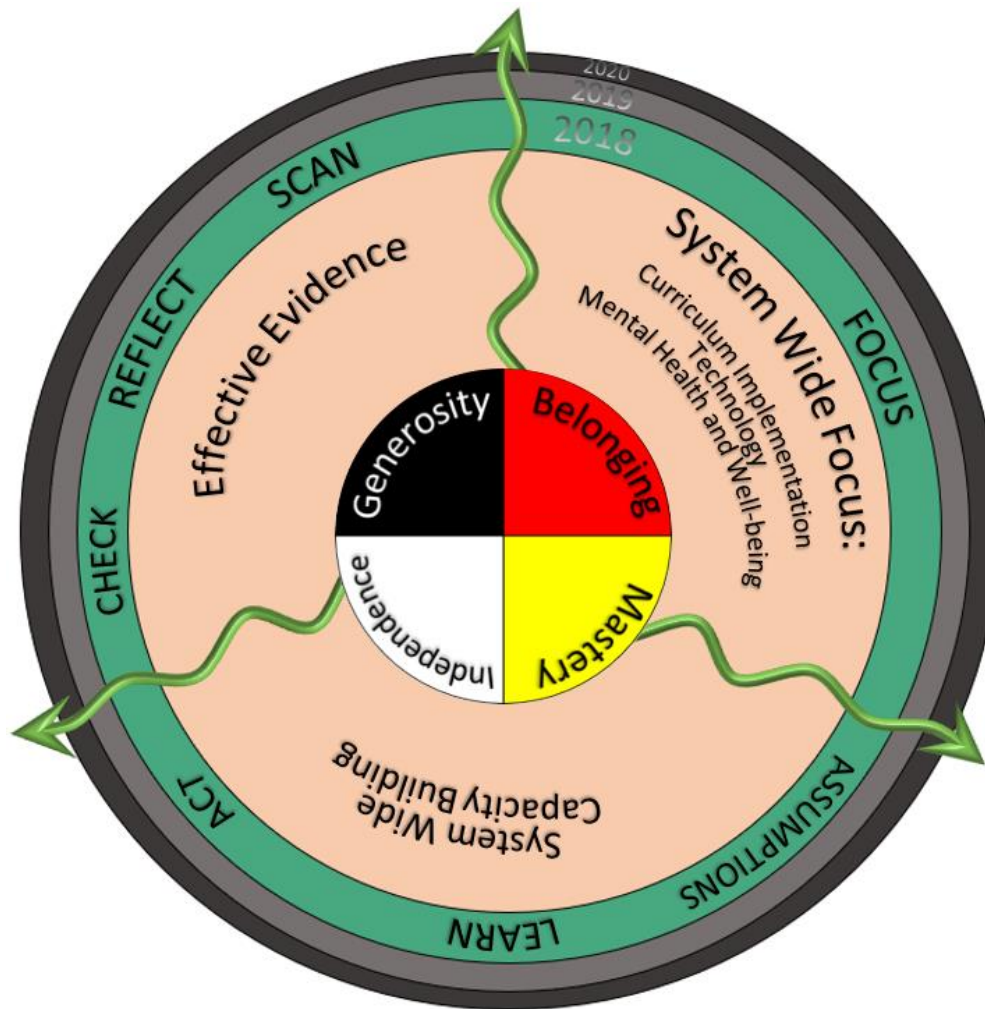 2020
2019
2018
SCAN
REFLECT
CHECK
FOCUS
ASSUMPTIONS
LEARN
ACT
Effective Evidence
System Wide Focus:
Curriculum Implementation
Technology
Mental Health and Well-being
Generosity
Belonging
Independence
Mastery
System Wide
Capacity Building